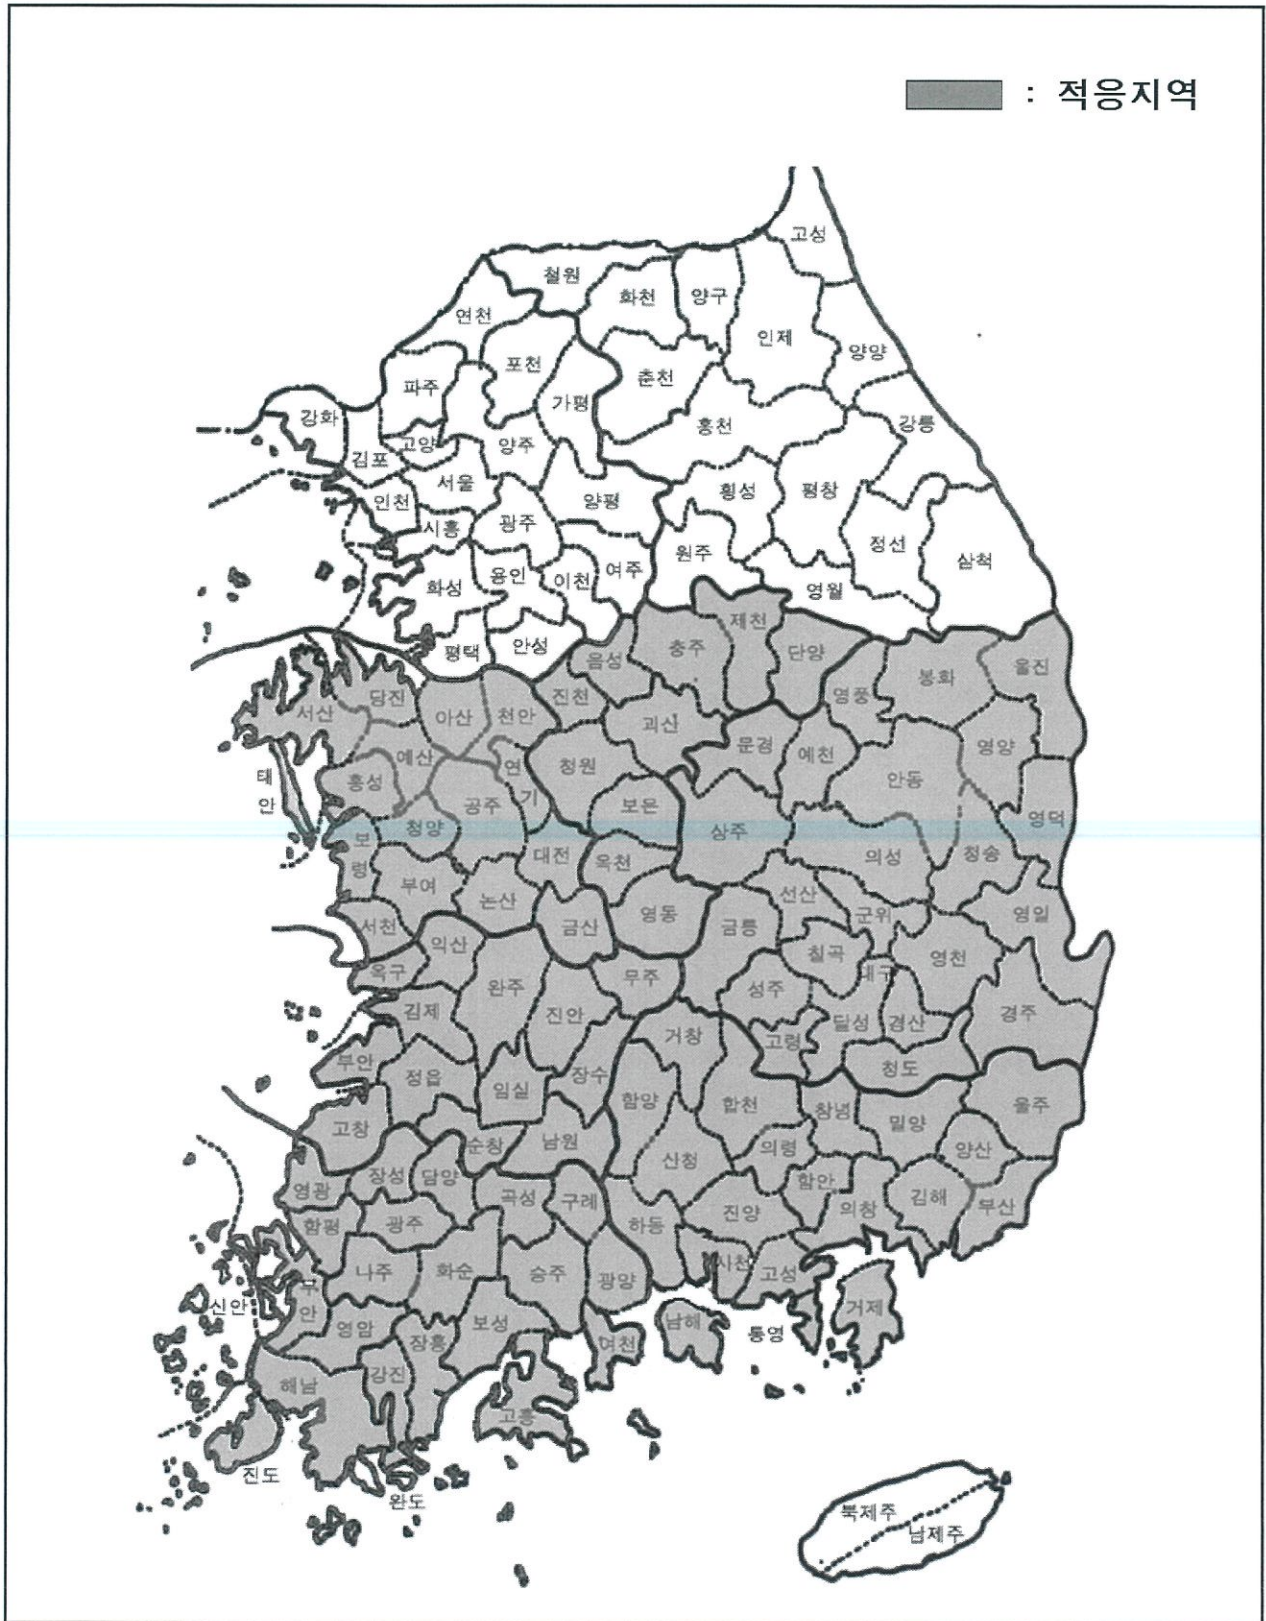 : 적응지역
고성
철원
화천
양구
연천
인제
포천
양양
파주
춘천
가평
강화
홍천
강릉
고양
양주
김포
서울
횡성
평창
인천
양평
시흥
광주
정선
원주
삼척
용인
이천
여주
화성
영월
제천
평택
안성
충주
단양
음성
울진
봉화
당진
진천
영풍
서산
아산
천안
괴산
문경
예천
영양
예산
연기
청원
태안
홍성
안동
공주
보은
영덕
청양
상주
보령
대전
의성
청송
옥천
부여
선산
논산
영동
군위
영일
서천
금산
금릉
익산
칠곡
영천
옥구
무주
대구
완주
성주
김제
진안
달성
경산
경주
거창
고령
부안
청도
정읍
장수
임실
함양
합천
창녕
울주
고창
밀양
순창
남원
의령
양산
산청
장성
담양
함안
영광
곡성
구례
김해
진양
의창
부산
함평
광주
하동
사천
나주
화순
승주
광양
고성
무안
신안
거제
영암
보성
남해
통영
장흥
여천
강진
해남
고흥
진도
완도
북제주
남제주